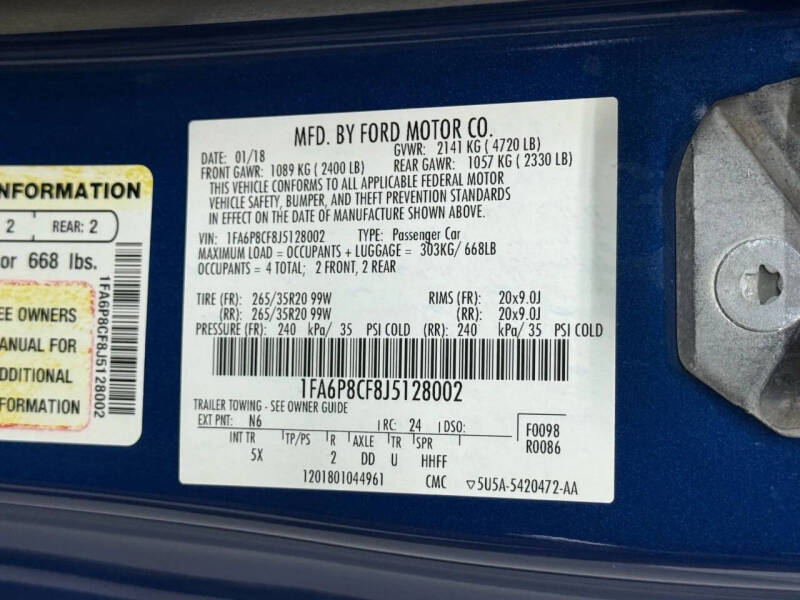 NFORMATION
2 REAR: 2
or 668 lbs.
EE OWNERS
ANUAL FOR
ADDITIONAL
FORMATION
1FA6P8CF8J5128002
MFD. BY FORD MOTOR CO.
DATE: 01/18 GVWR: 2141 KG ( 4720 LB)
FRONT GAWR: 1089 KG ( 2400 LB) REAR GAWR: 1057 KG ( 2330 LB)
THIS VEHICLE CONFORMS TO ALL APPLICABLE FEDERAL MOTOR
VEHICLE SAFETY, BUMPER, AND THEFT PREVENTION STANDARDS
IN EFFECT ON THE DATE OF MANUFACTURE SHOWN ABOVE.
VIN: 1FA6P8CF8J5128002 TYPE: Passenger Car
MAXIMUM LOAD = OCCUPANTS + LUGGAGE = 303KG/ 668LB
OCCUPANTS = 4 TOTAL; 2 FRONT, 2 REAR
TIRE (FR): 265/35R20 99W RIMS (FR): 20x9.0J
(RR): 265/35R20 99W (RR): 20x9.0J
PRESSURE (FR): 240 kPa/ 35 PSI COLD (RR): 240 kPa/ 35 PSI COLD
1FA6P8CF8J5128002
TRAILER TOWING - SEE OWNER GUIDE
EXT PNT: N6 RC: 24 DSO: F0098
R0086
INT TR TP/PS R AXLE TR SPR
5X 2 DD U HHFF
1201801044961 CMC ▽5U5A-5420472-AA